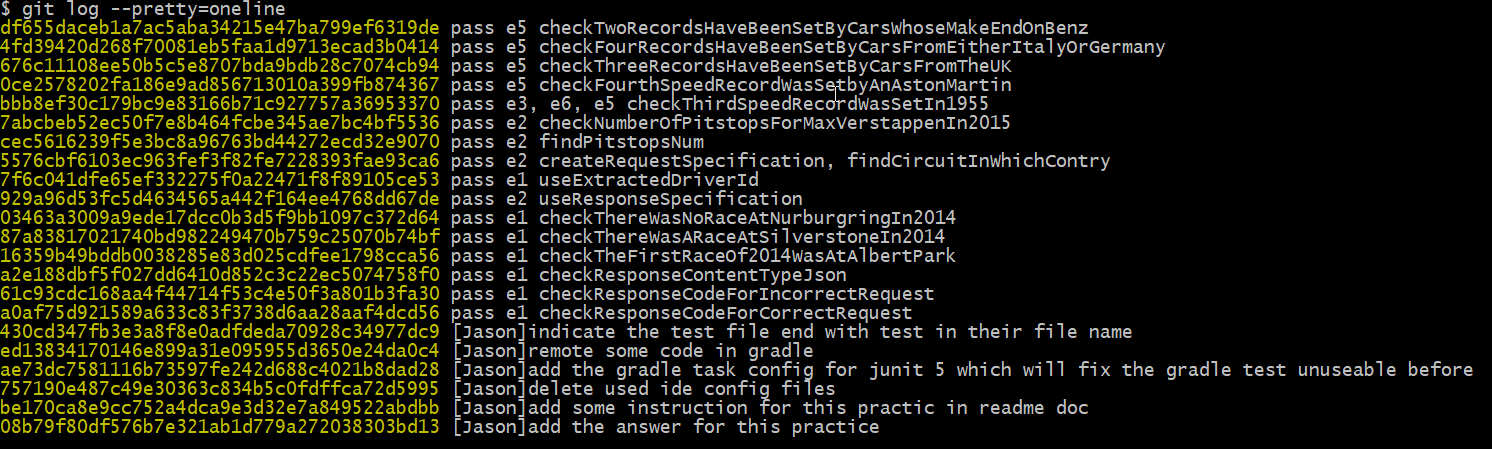 $ git log --pretty=oneline
df655daceb1a7ac5aba34215e47ba799ef6319de pass e5 checkTwoRecordsHaveBeenSetByCarsWhoseMakeEndOnBenz
4fd39420d268f70081eb5faa1d9713ecad3b0414 pass e5 checkFourRecordsHaveBeenSetByCarsFromEitherItalyOrGermany
676c11108ee50b5c5e8707bda9bdb28c7074cb94 pass e5 checkThreeRecordsHaveBeenSetByCarsFromTheUK
0ce2578202fa186e9ad856713010a399fb874367 pass e5 checkFourthSpeedRecordWasSetbyAnAstonMartin
bbb8ef30c179bc9e83166b71c927757a36953370 pass e3, e6, e5 checkThirdSpeedRecordWasSetIn1955
7abcbeb52ec50f7e8b464fcbe345ae7bc4bf5536 pass e2 checkNumberOfPitstopsForMaxVerstappenIn2015
cec5616239f5e3bc8a96763bd44272ecd32e9070 pass e2 findPitstopsNum
5576cbf6103ec963fef3f82fe7228393fae93ca6 pass e2 createRequestSpecification, findCircuitInWhichContry
7f6c041dfe65ef332275f0a22471f8f89105ce53 pass e1 useExtractedDriverId
929a96d53fc5d4634565a442f164ee4768dd67de pass e2 useResponseSpecification
03463a3009a9ede17dcc0b3d5f9bb1097c372d64 pass e1 checkThereWasNoRaceAtNurburgringIn2014
87a83817021740bd982249470b759c25070b74bf pass e1 checkThereWasARaceAtSilverstoneIn2014
16359b49bddb0038285e83d025cdfee1798cca56 pass e1 checkTheFirstRaceOf2014WasAtAlbertPark
a2e188dbf5f027dd6410d852c3c22ec5074758f0 pass e1 checkResponseContentTypeJson
61c93cdc168aa4f44714f53c4e50f3a801b3fa30 pass e1 checkResponseCodeForIncorrectRequest
a0af75d921589a633c83f3738d6aa28aaf4dcd56 pass e1 checkResponseCodeForCorrectRequest
430cd347fb3e3a8f8e0adfdeda70928c34977dc9 [Jason]indicate the test file end with test in their file name
ed13834170146e899a31e095955d3650e24da0c4 [Jason]remote some code in gradle
ae73dc7581116b73597fe242d688c4021b8dad28 [Jason]add the gradle task config for junit 5 which will fix the gradle test unuseable before
757190e487c49e30363c834b5c0fdffca72d5995 [Jason]delete used ide config files
be170ca8e9cc752a4dca9e3d32e7a849522abdbb [Jason]add some instruction for this practic in readme doc
08b79f80df576b7e321ab1d779a272038303bd13 [Jason]add the answer for this practice